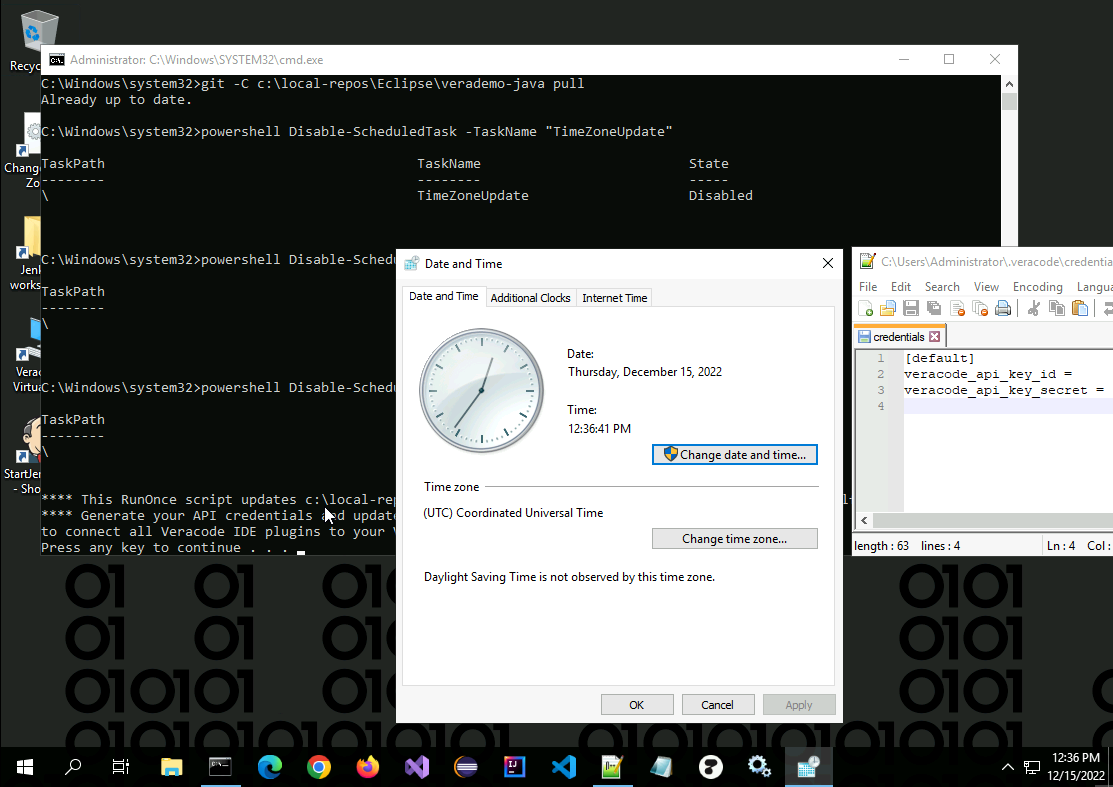 Recyc
Administrator: C:\Windows\SYSTEM32\cmd.exe
C:\Windows\system32>git -C c:\local-repos\Eclipse\verademo-java pull
Already up to date.
C:\Windows\system32>powershell Disable-ScheduledTask -TaskName "TimeZoneUpdate"
TaskPath TaskName State
-------- -------- -----
\ TimeZoneUpdate Disabled
C:\Windows\system32>powershell Disable-Schedu
TaskPath
--------
\
C:\Windows\system32>powershell Disable-Schedu
TaskPath
--------
\
**** This RunOnce script updates c:\local-rep
**** Generate your API credentials and update
to connect all Veracode IDE plugins to your V
Press any key to continue . . .
Chang
Zo
Jenk
works
Verac
Virtua
StartJer
- Sho
Date and Time
Date and Time Additional Clocks Internet Time
Date:
Thursday, December 15, 2022
Time:
12:36:41 PM
Change date and time...
Time zone
(UTC) Coordinated Universal Time
Change time zone...
Daylight Saving Time is not observed by this time zone.
OK Cancel Apply
C:\Users\Administrator\.veracode\credentia
File Edit Search View Encoding Langua
credentials
1 [default]
2 veracode_api_key_id =
3 veracode_api_key_secret =
4
length : 63 lines : 4 Ln : 4 Col :
12:36 PM
12/15/2022